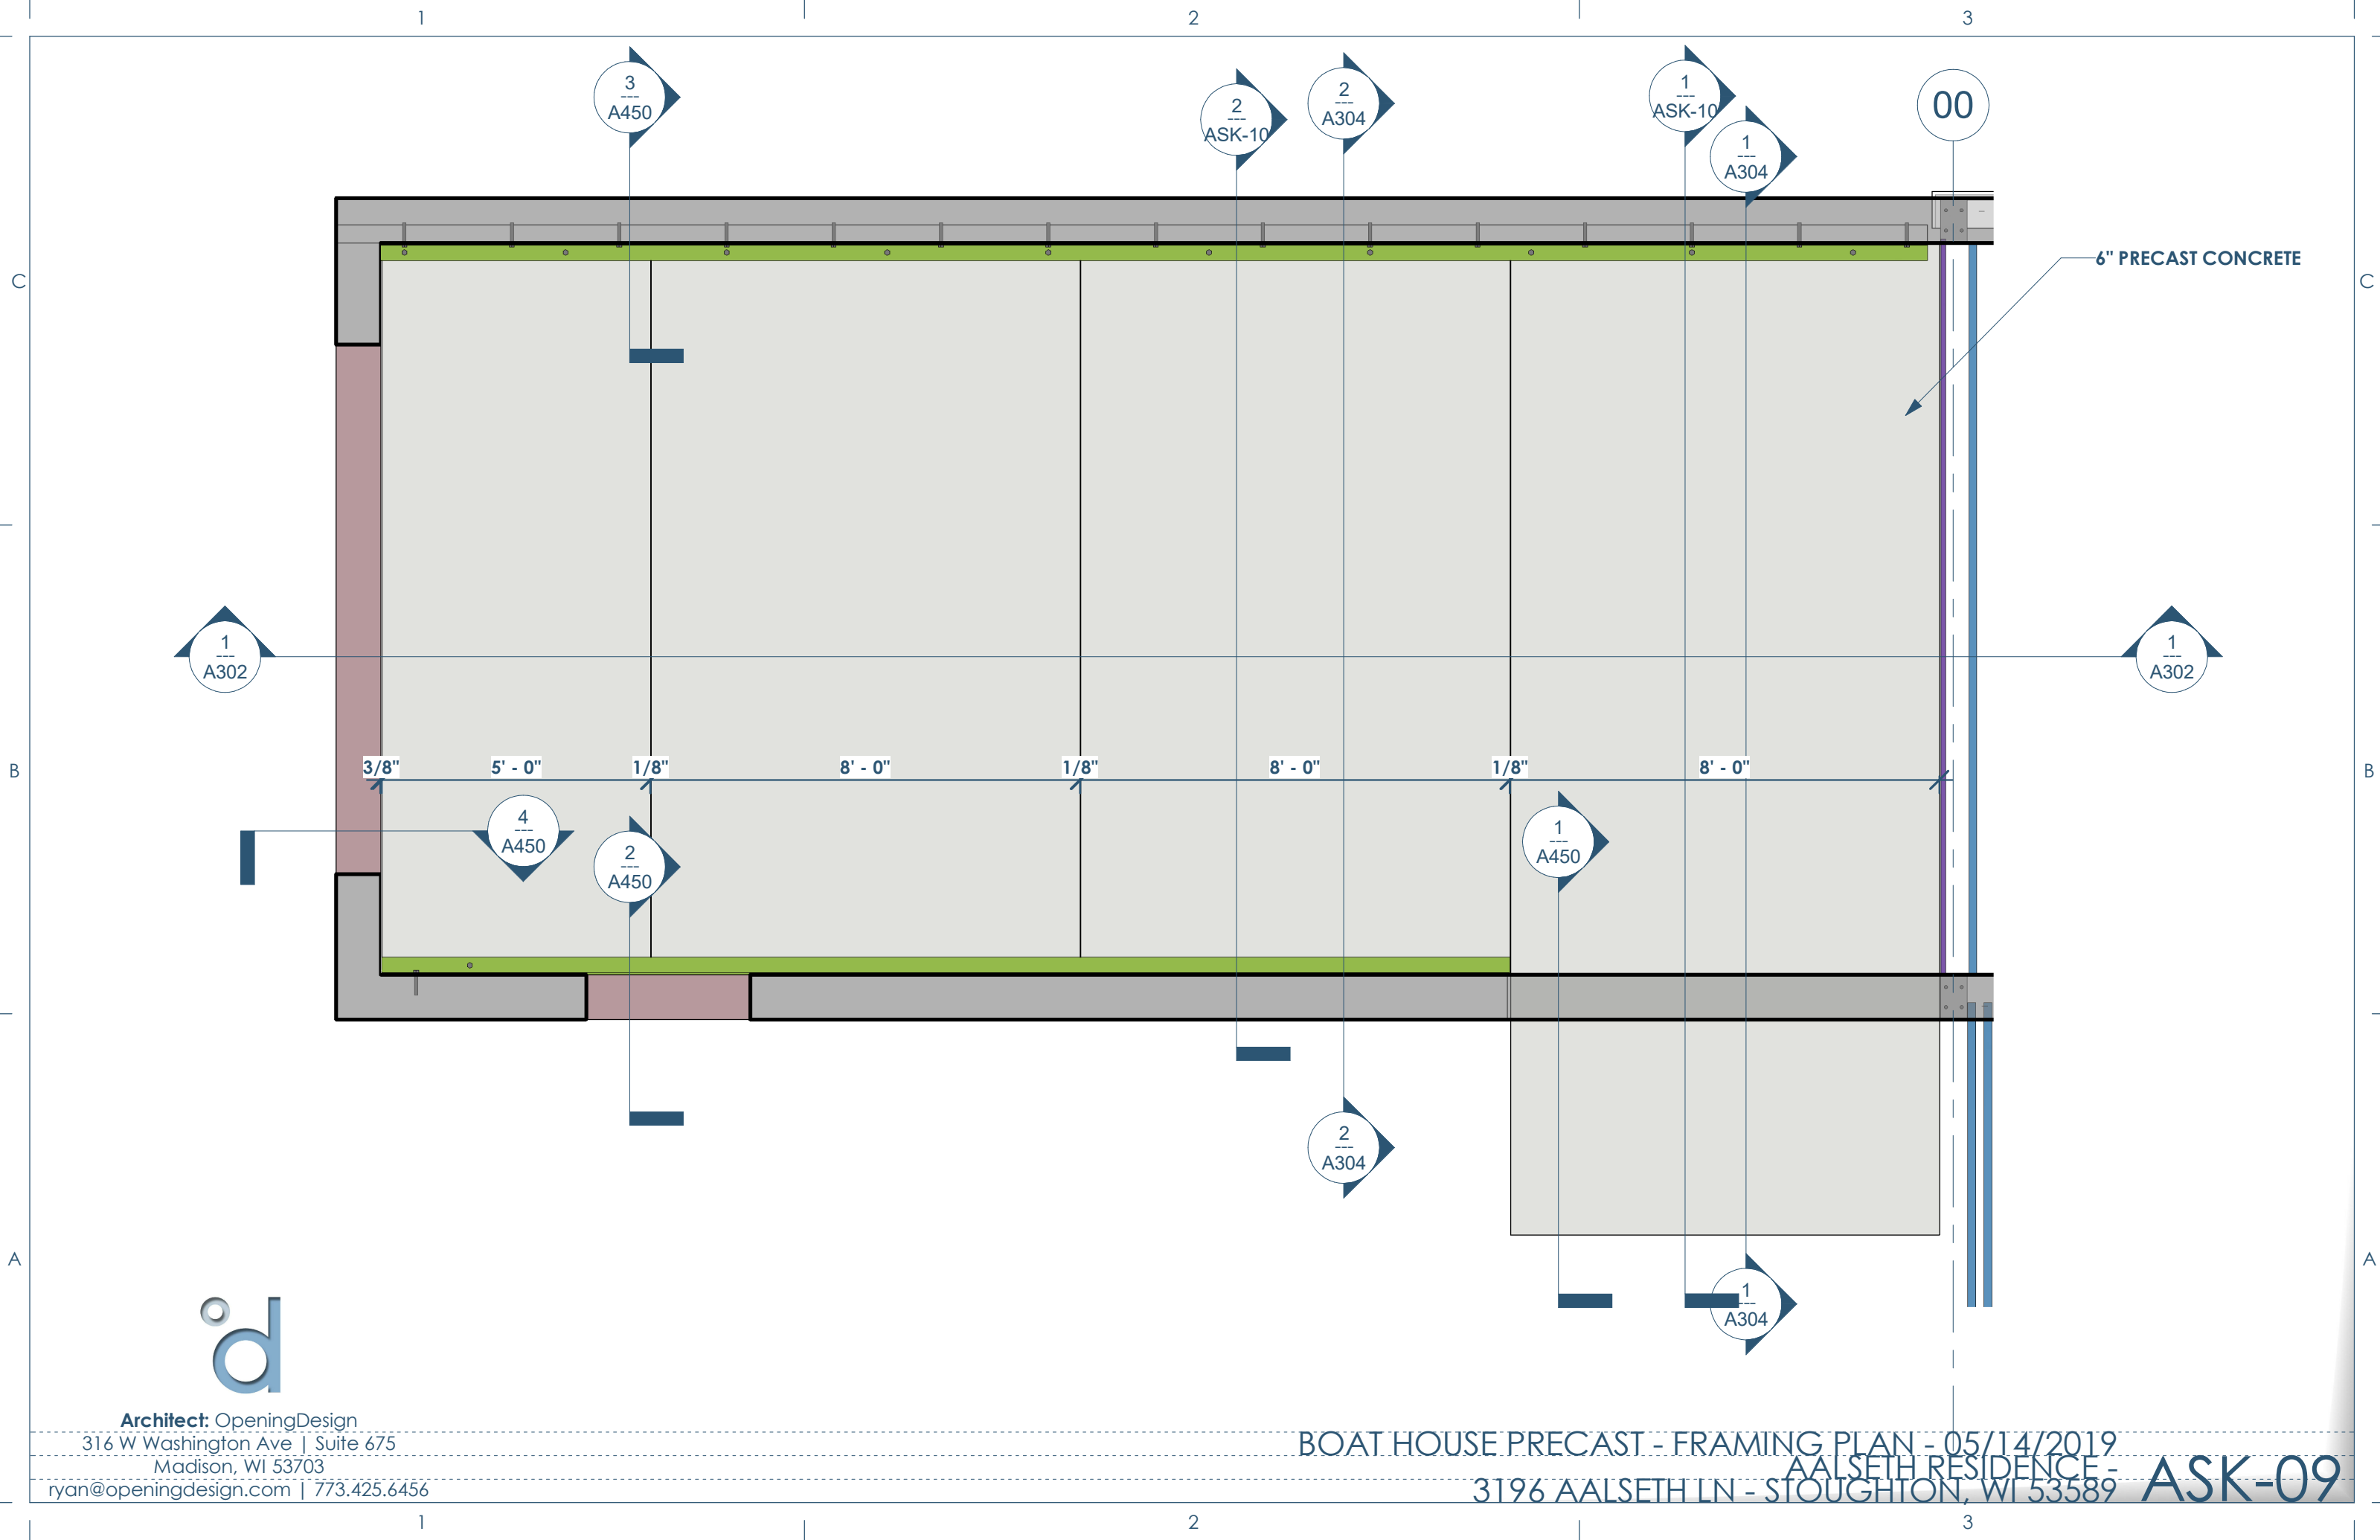 1 2 3
3
---
A450
2
---
ASK-10
2
---
A304
1
---
ASK-10
1
---
A304
00
C
6" PRECAST CONCRETE
C
1
---
A302
1
---
A302
B
3/8" 5' - 0" 1/8" 8' - 0" 1/8" 8' - 0" 1/8" 8' - 0"
B
4
---
A450
2
---
A450
1
---
A450
2
---
A304
A
A
1
---
A304
d
Architect: OpeningDesign
316 W Washington Ave | Suite 675
Madison, WI 53703
ryan@openingdesign.com | 773.425.6456
BOAT HOUSE PRECAST - FRAMING PLAN - 05/14/2019
AALSETH RESIDENCE -
3196 AALSETH LN - STOUGHTON, WI 53589
ASK-09
1 2 3